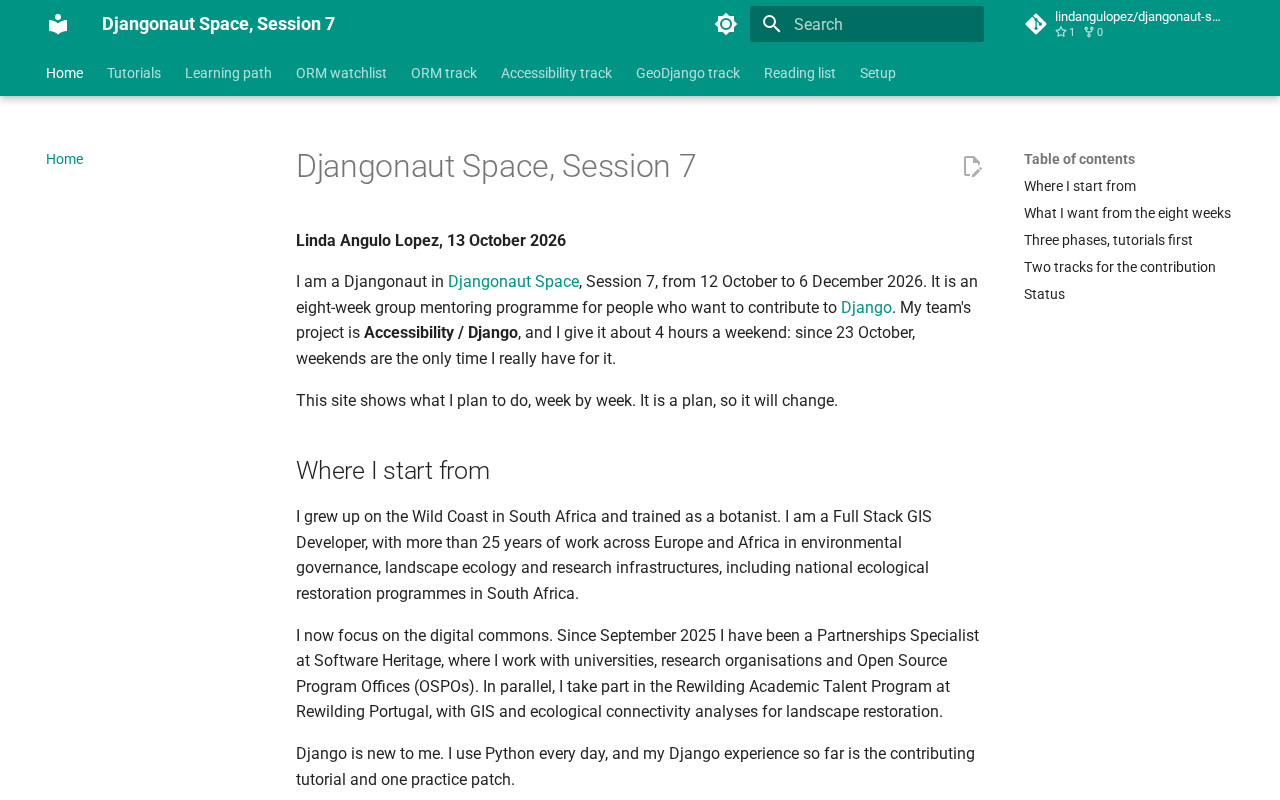 Djangonaut Space, Session 7
Search
lindangulopez/djangonaut-s...
1 0
Home Tutorials Learning path ORM watchlist ORM track Accessibility track GeoDjango track Reading list Setup
Home
Djangonaut Space, Session 7
Linda Angulo Lopez, 13 October 2026
I am a Djangonaut in Djangonaut Space, Session 7, from 12 October to 6 December 2026. It is an
eight-week group mentoring programme for people who want to contribute to Django. My team's
project is Accessibility / Django, and I give it about 4 hours a weekend: since 23 October,
weekends are the only time I really have for it.
This site shows what I plan to do, week by week. It is a plan, so it will change.
Where I start from
I grew up on the Wild Coast in South Africa and trained as a botanist. I am a Full Stack GIS
Developer, with more than 25 years of work across Europe and Africa in environmental
governance, landscape ecology and research infrastructures, including national ecological
restoration programmes in South Africa.
I now focus on the digital commons. Since September 2025 I have been a Partnerships Specialist
at Software Heritage, where I work with universities, research organisations and Open Source
Program Offices (OSPOs). In parallel, I take part in the Rewilding Academic Talent Program at
Rewilding Portugal, with GIS and ecological connectivity analyses for landscape restoration.
Django is new to me. I use Python every day, and my Django experience so far is the contributing
tutorial and one practice patch.
Table of contents
Where I start from
What I want from the eight weeks
Three phases, tutorials first
Two tracks for the contribution
Status